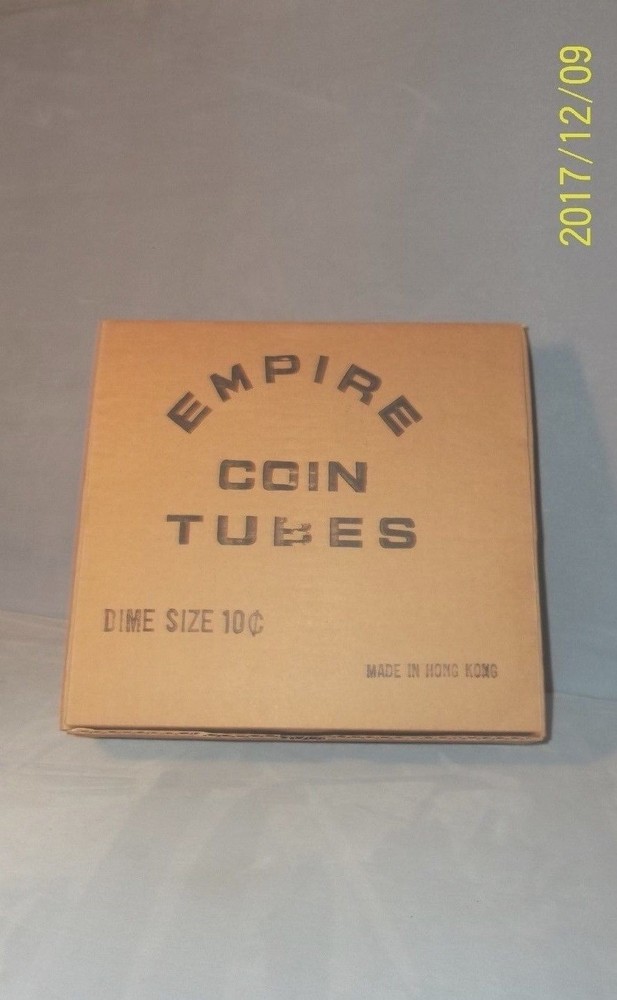 2017/12/09
EMPIRE
COIN
TUBES
DIME SIZE 10¢
MADE IN HONG KONG